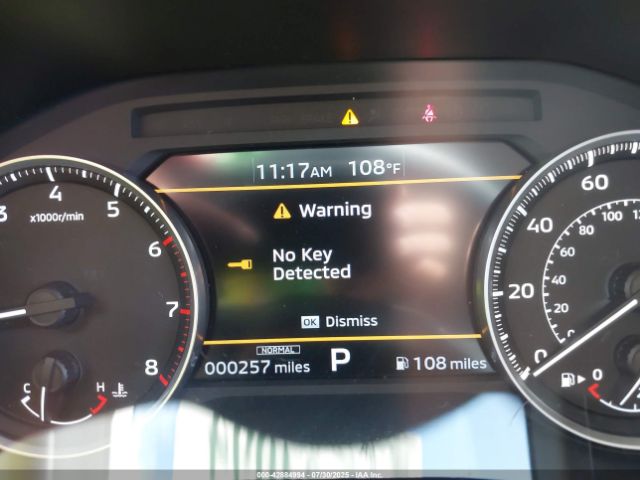 11:17AM 108°F
Warning
No Key
Detected
OK Dismiss
NORMAL
000257 miles P 108 miles
3 4 5 6 7 8
x1000r/min
C H
0 20 40 60
0 20 40 60 80 100
0
000-42884994 - 07/30/2025 - IAA Inc.